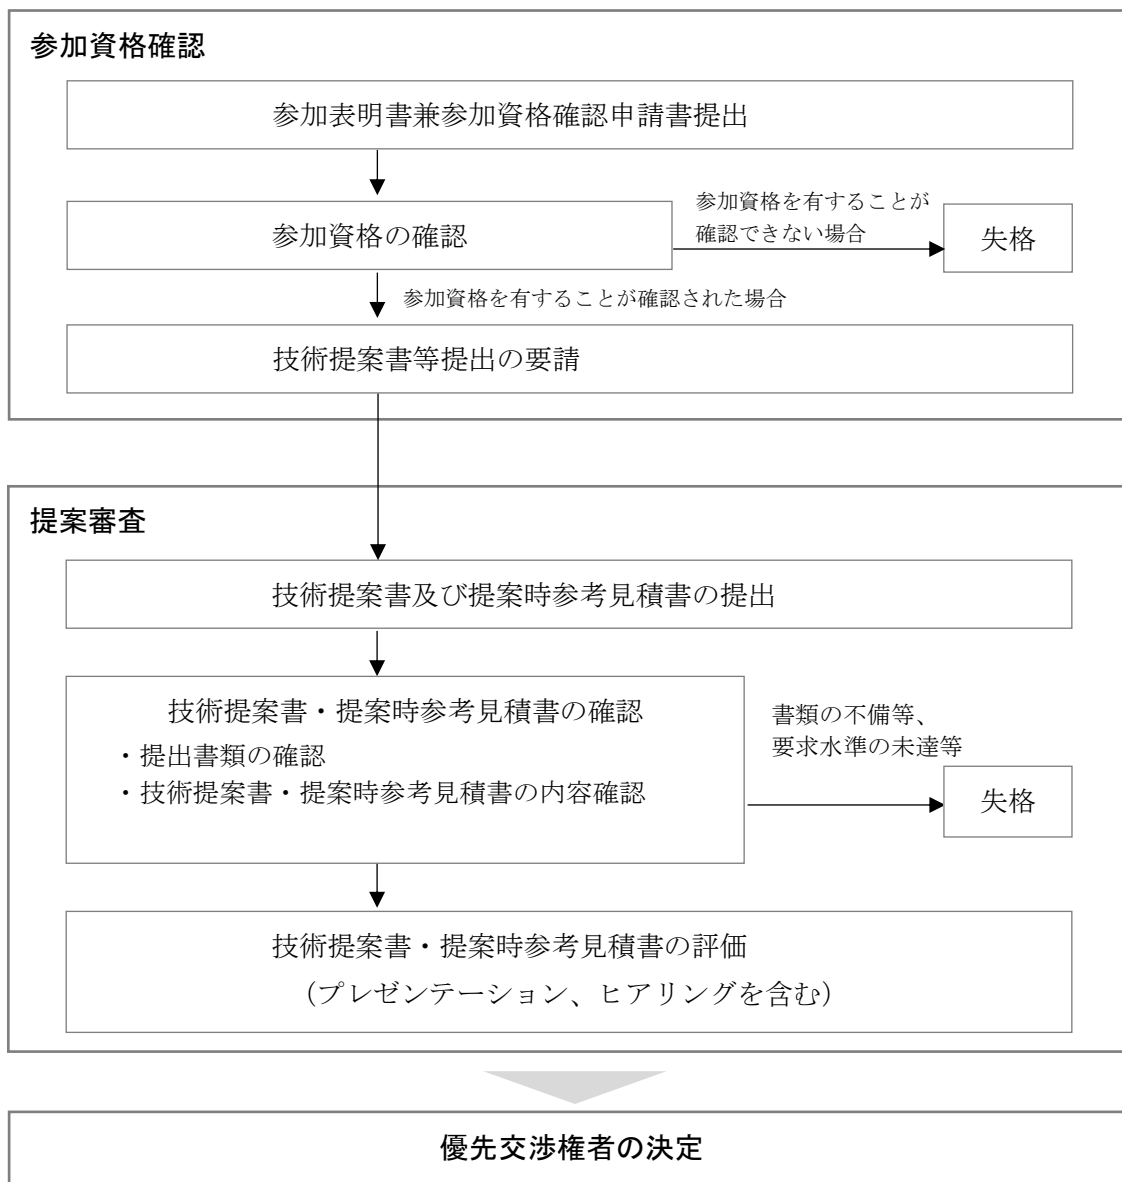 参加資格確認
参加表明書兼参加資格確認申請書提出
参加資格を有することが
確認できない場合
参加資格の確認
失格
参加資格を有することが確認された場合
技術提案書等提出の要請
提案審査
技術提案書及び提案時参考見積書の提出
技術提案書・提案時参考見積書の確認
・提出書類の確認
・技術提案書・提案時参考見積書の内容確認
書類の不備等、
要求水準の未達等
失格
技術提案書・提案時参考見積書の評価
（プレゼンテーション、ヒアリングを含む）
優先交渉権者の決定